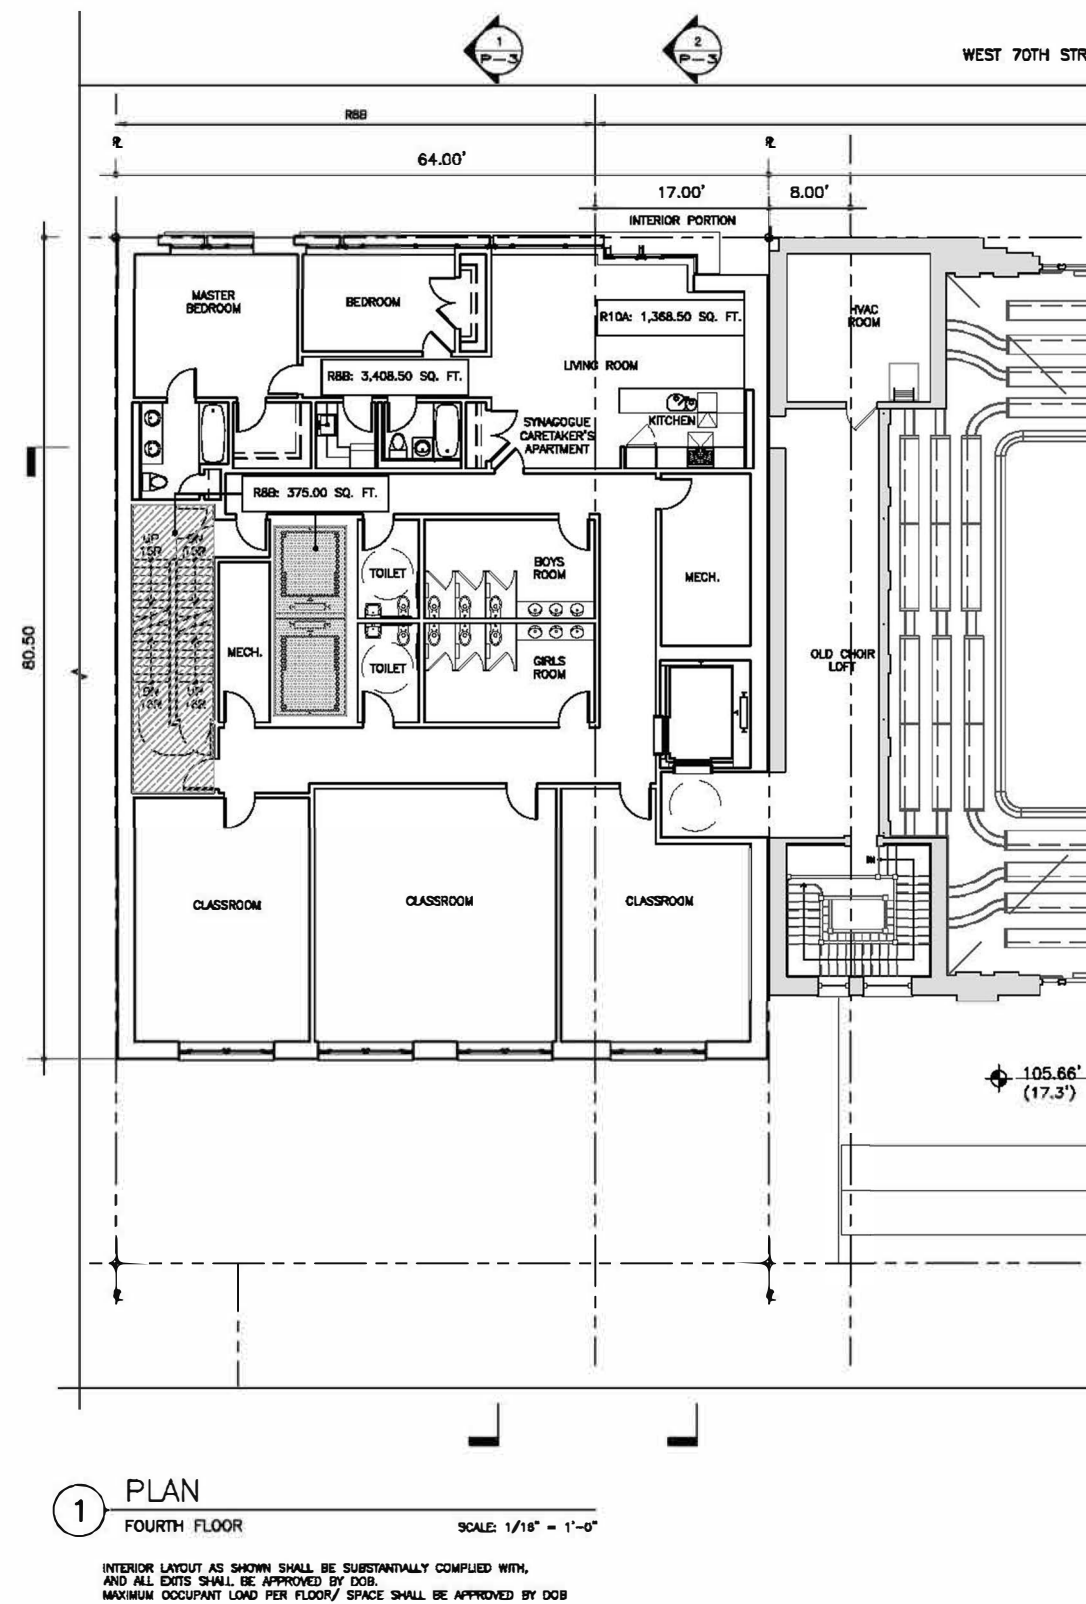 1
P-3
2
P-3
WEST 70TH STR
R8B
64.00'
17.00'
8.00'
INTERIOR PORTION
MASTER
BEDROOM
BEDROOM
R10A: 1,368.50 SQ. FT.
HVAC
ROOM
LIVING ROOM
R8B: 3,408.50 SQ. FT.
KITCHEN
SYNAGOGUE
CARETAKER'S
APARTMENT
R8B: 375.00 SQ. FT.
UP
DN
TOILET
BOYS
ROOM
MECH.
80.50
MECH.
TOILET
GIRLS
ROOM
OLD CHOIR
LOFT
DN
UP
DN
CLASSROOM
CLASSROOM
CLASSROOM
105.66'
(17.3')
1
PLAN
FOURTH FLOOR
SCALE: 1/16" = 1'-0"
INTERIOR LAYOUT AS SHOWN SHALL BE SUBSTANTIALLY COMPLIED WITH,
AND ALL EXITS SHALL BE APPROVED BY DOB.
MAXIMUM OCCUPANT LOAD PER FLOOR/ SPACE SHALL BE APPROVED BY DOB